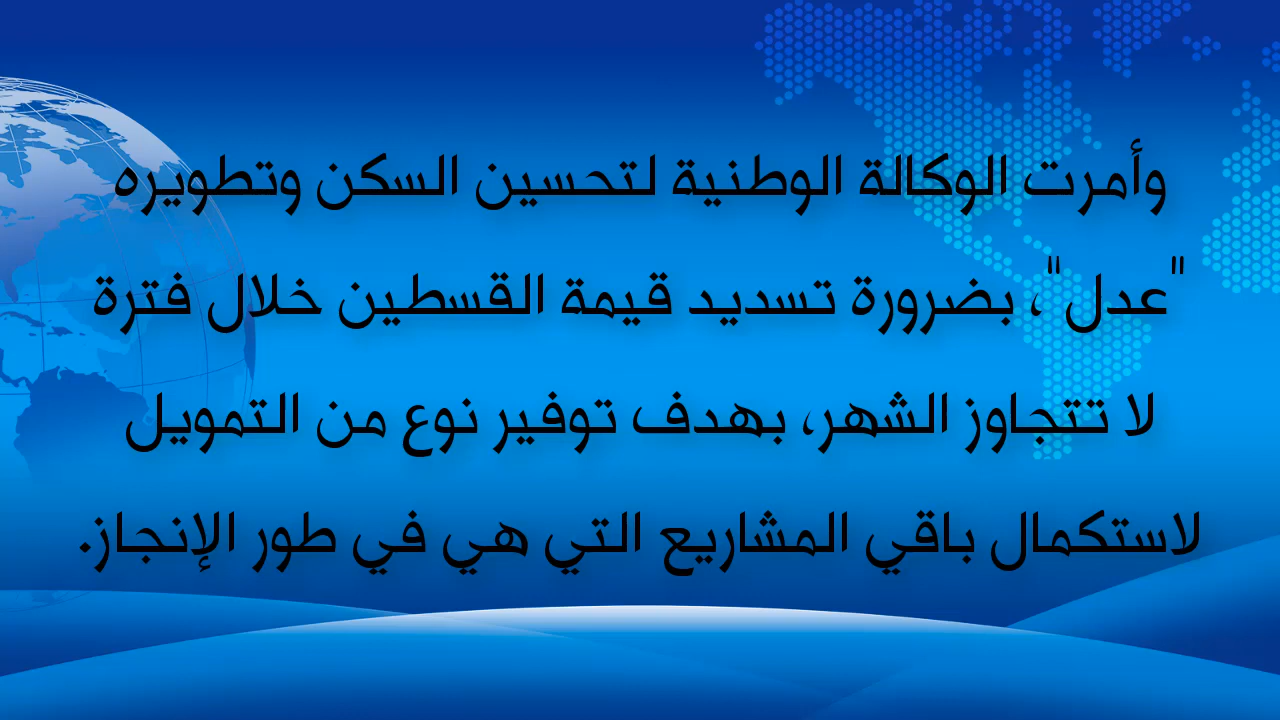 وأمرت الوكالة الوطنية لتحسين السكن وتطويره
"عدل"، بضرورة تسديد قيمة القسطين خلال فترة
لا تتجاوز الشهر، بهدف توفير نوع من التمويل
لاستكمال باقي المشاريع التي هي في طور الإنجاز.